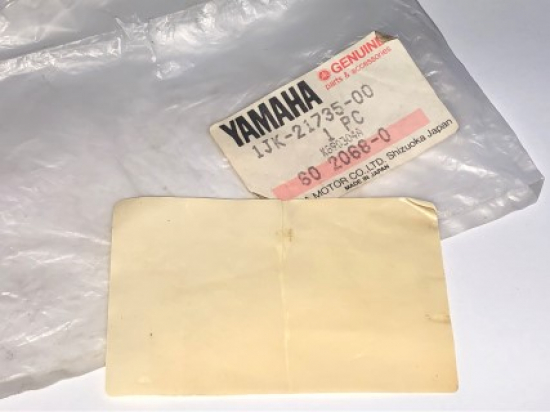 GENUINE
parts & accessories
YAMAHA
1JK-21735-00
1 PC
60 2068-0
MOTOR CO., LTD. Shizuoka Japan
MADE IN JAPAN